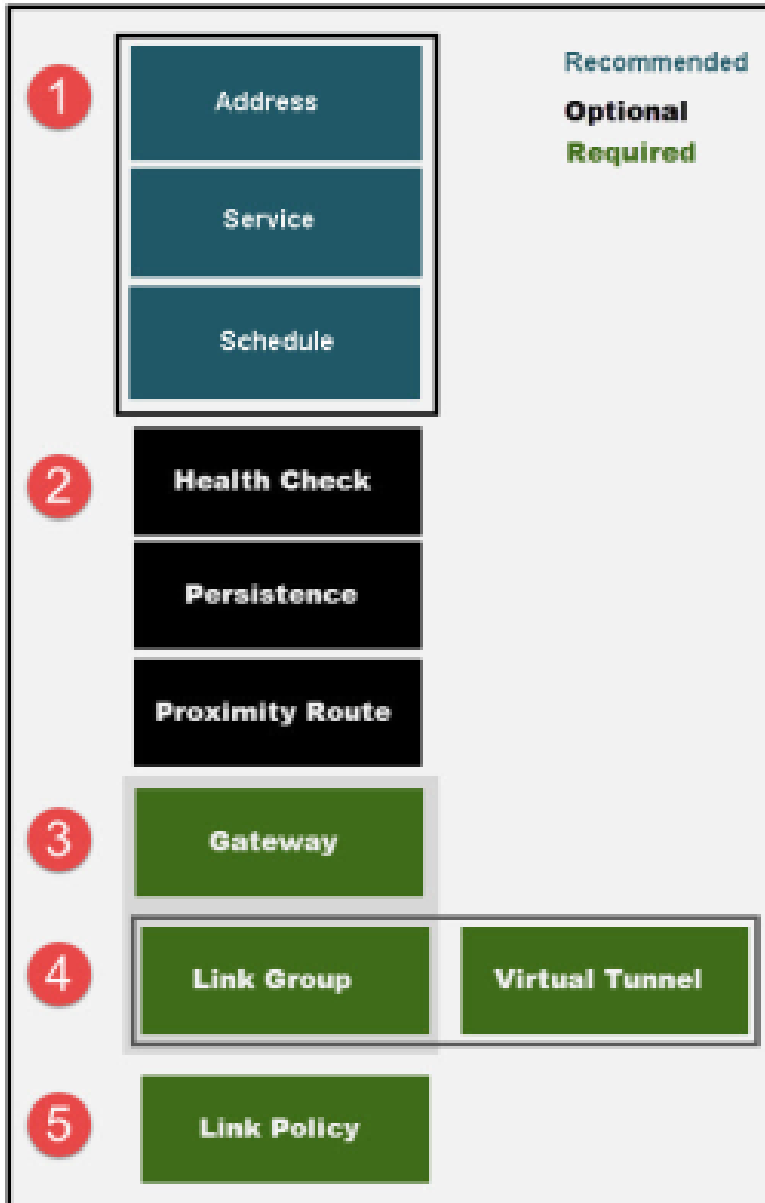 1
Address
Recommended
Optional
Required
Service
Schedule
2
Health Check
Persistence
Proximity Route
3
Gateway
4
Link Group
Virtual Tunnel
5
Link Policy